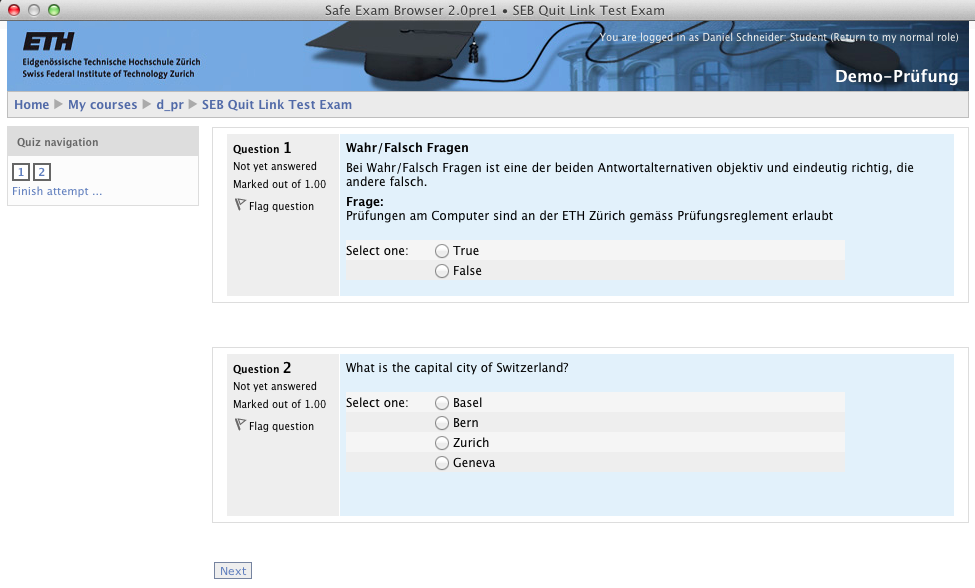 Safe Exam Browser 2.0pre1 • SEB Quit Link Test Exam
ETH
Eidgenössische Technische Hochschule Zürich
Swiss Federal Institute of Technology Zurich
You are logged in as Daniel Schneider: Student (Return to my normal role)
Demo-Prüfung
Home ▶ My courses ▶ d_pr ▶ SEB Quit Link Test Exam
Quiz navigation
1 2
Finish attempt ...
Question 1
Not yet answered
Marked out of 1.00
Flag question
Wahr/Falsch Fragen
Bei Wahr/Falsch Fragen ist eine der beiden Antwortalternativen objektiv und eindeutig richtig, die
andere falsch.
Frage:
Prüfungen am Computer sind an der ETH Zürich gemäss Prüfungsreglement erlaubt
Select one:
True
False
Question 2
Not yet answered
Marked out of 1.00
Flag question
What is the capital city of Switzerland?
Select one:
Basel
Bern
Zurich
Geneva
Next